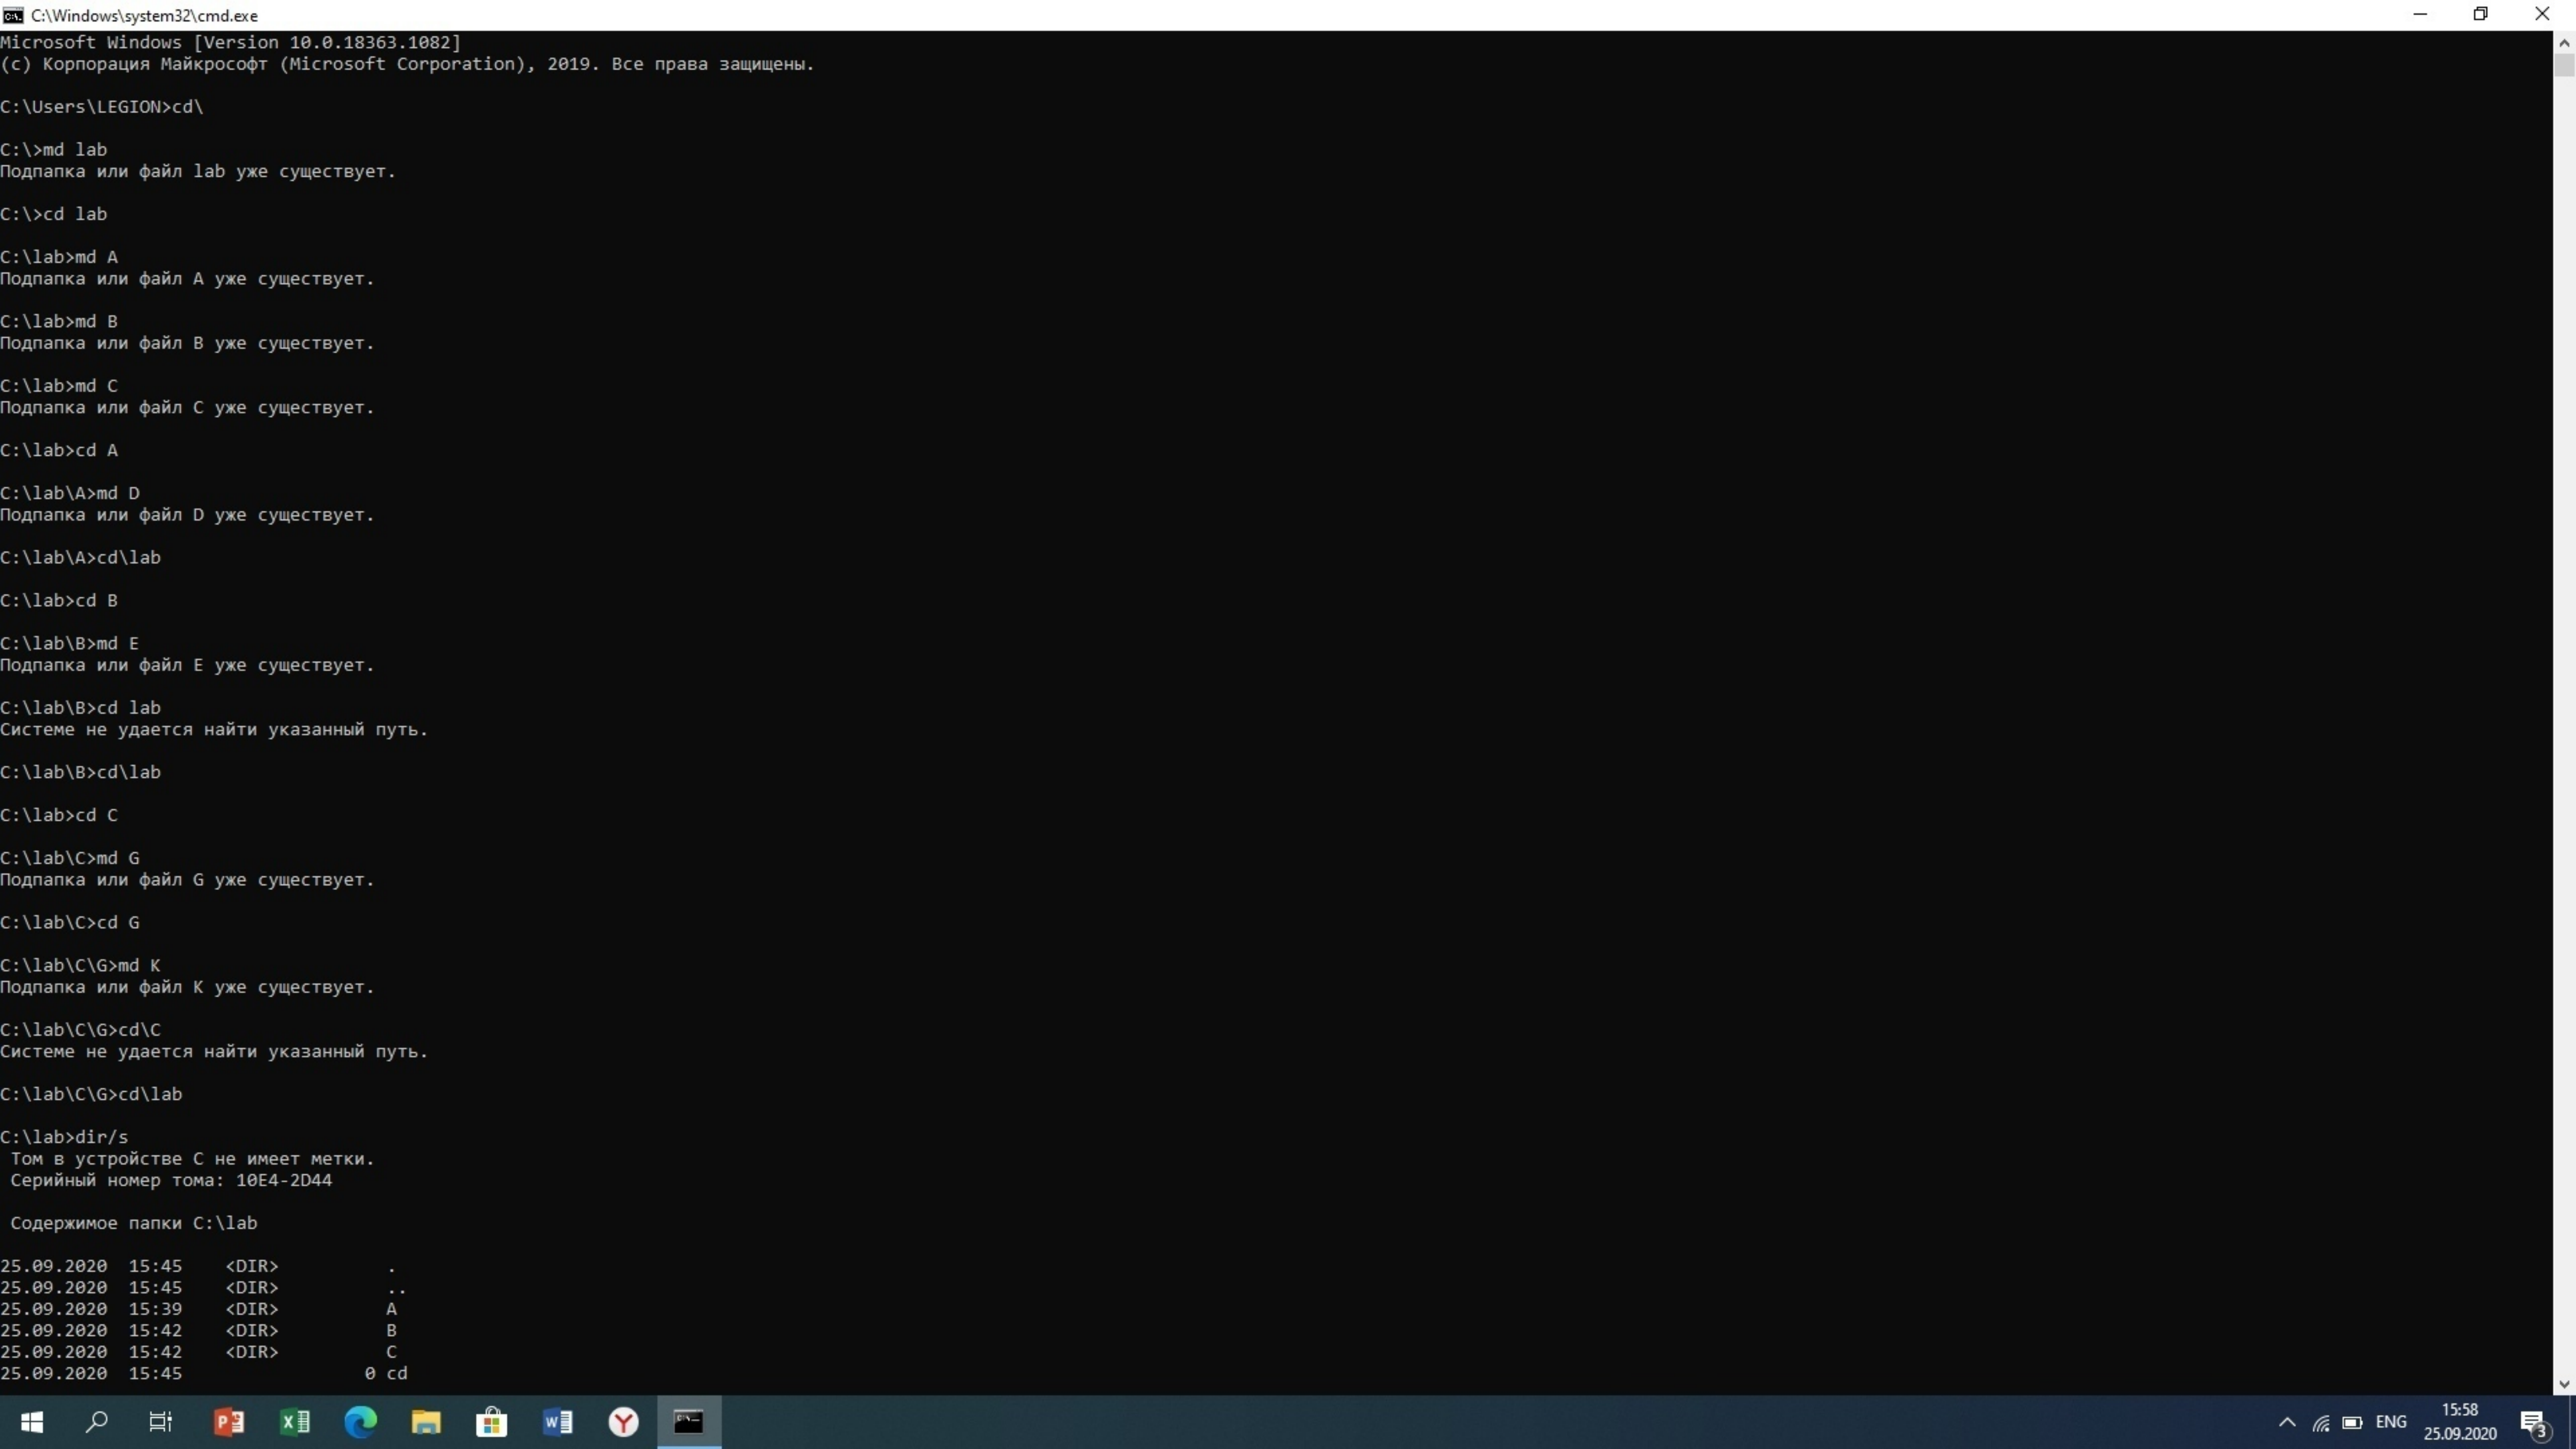 C:\Windows\system32\cmd.exe
Microsoft Windows [Version 10.0.18363.1082]
(c) Корпорация Майкрософт (Microsoft Corporation), 2019. Все права защищены.
C:\Users\LEGION>cd\
C:\>md lab
Подпапка или файл lab уже существует.
C:\>cd lab
C:\lab>md A
Подпапка или файл A уже существует.
C:\lab>md B
Подпапка или файл B уже существует.
C:\lab>md C
Подпапка или файл C уже существует.
C:\lab>cd A
C:\lab\A>md D
Подпапка или файл D уже существует.
C:\lab\A>cd\lab
C:\lab>cd B
C:\lab\B>md E
Подпапка или файл E уже существует.
C:\lab\B>cd lab
Системе не удается найти указанный путь.
C:\lab\B>cd\lab
C:\lab>cd C
C:\lab\C>md G
Подпапка или файл G уже существует.
C:\lab\C>cd G
C:\lab\C\G>md K
Подпапка или файл K уже существует.
C:\lab\C\G>cd\C
Системе не удается найти указанный путь.
C:\lab\C\G>cd\lab
C:\lab>dir/s
Том в устройстве C не имеет метки.
Серийный номер тома: 10E4-2D44
Содержимое папки C:\lab
25.09.2020  15:45    <DIR>          .
25.09.2020  15:45    <DIR>          ..
25.09.2020  15:39    <DIR>          A
25.09.2020  15:42    <DIR>          B
25.09.2020  15:42    <DIR>          C
25.09.2020  15:45                 0 cd
ENG
15:58
25.09.2020
3